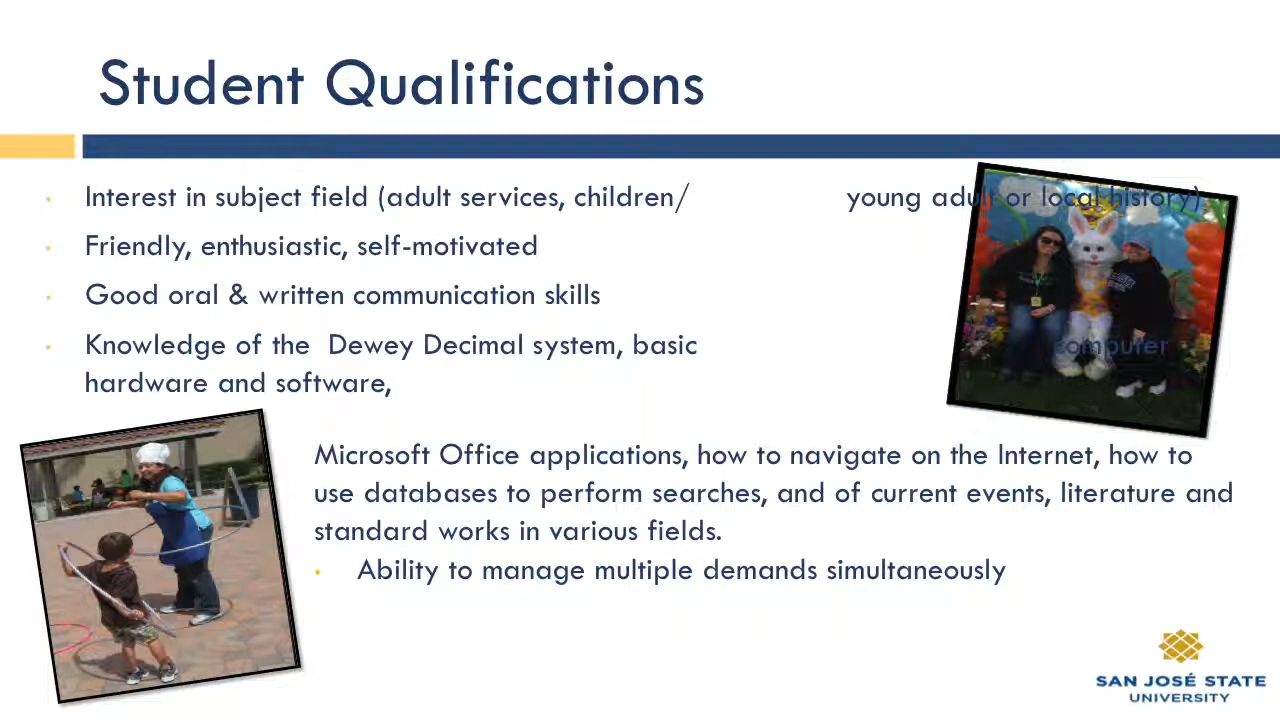 Student Qualifications
Interest in subject field (adult services, children/ young adult or local history)
Friendly, enthusiastic, self-motivated
Good oral & written communication skills
Knowledge of the Dewey Decimal system, basic computer
hardware and software,
Microsoft Office applications, how to navigate on the Internet, how to
use databases to perform searches, and of current events, literature and
standard works in various fields.
Ability to manage multiple demands simultaneously
SAN JOSÉ STATE
UNIVERSITY